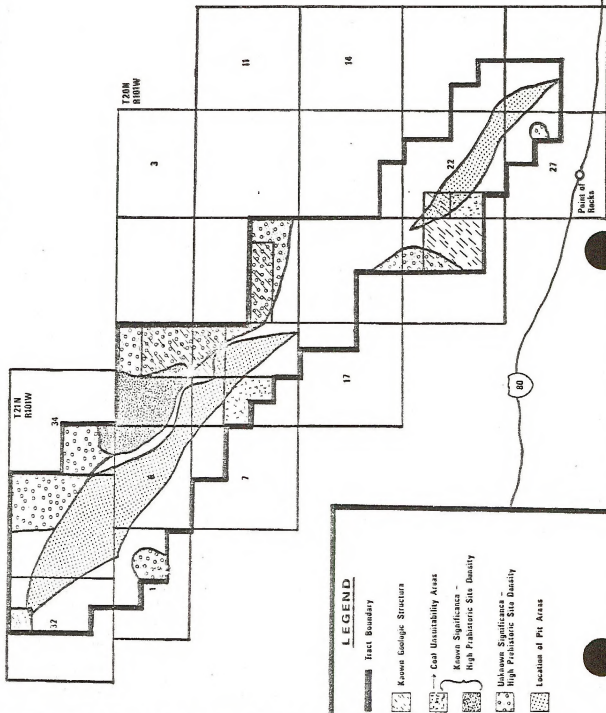 T20N
R101W
11
3
14
T21N
R101W
34
22
27
Point of
Rocks
8
17
7
80
1
32
LEGEND
Tract Boundary
Known Geologic Structure
Coal Unsuitability Areas
Known Significance -
High Prehistoric Site Density
Unknown Significance -
High Prehistoric Site Density
Location of Pit Areas